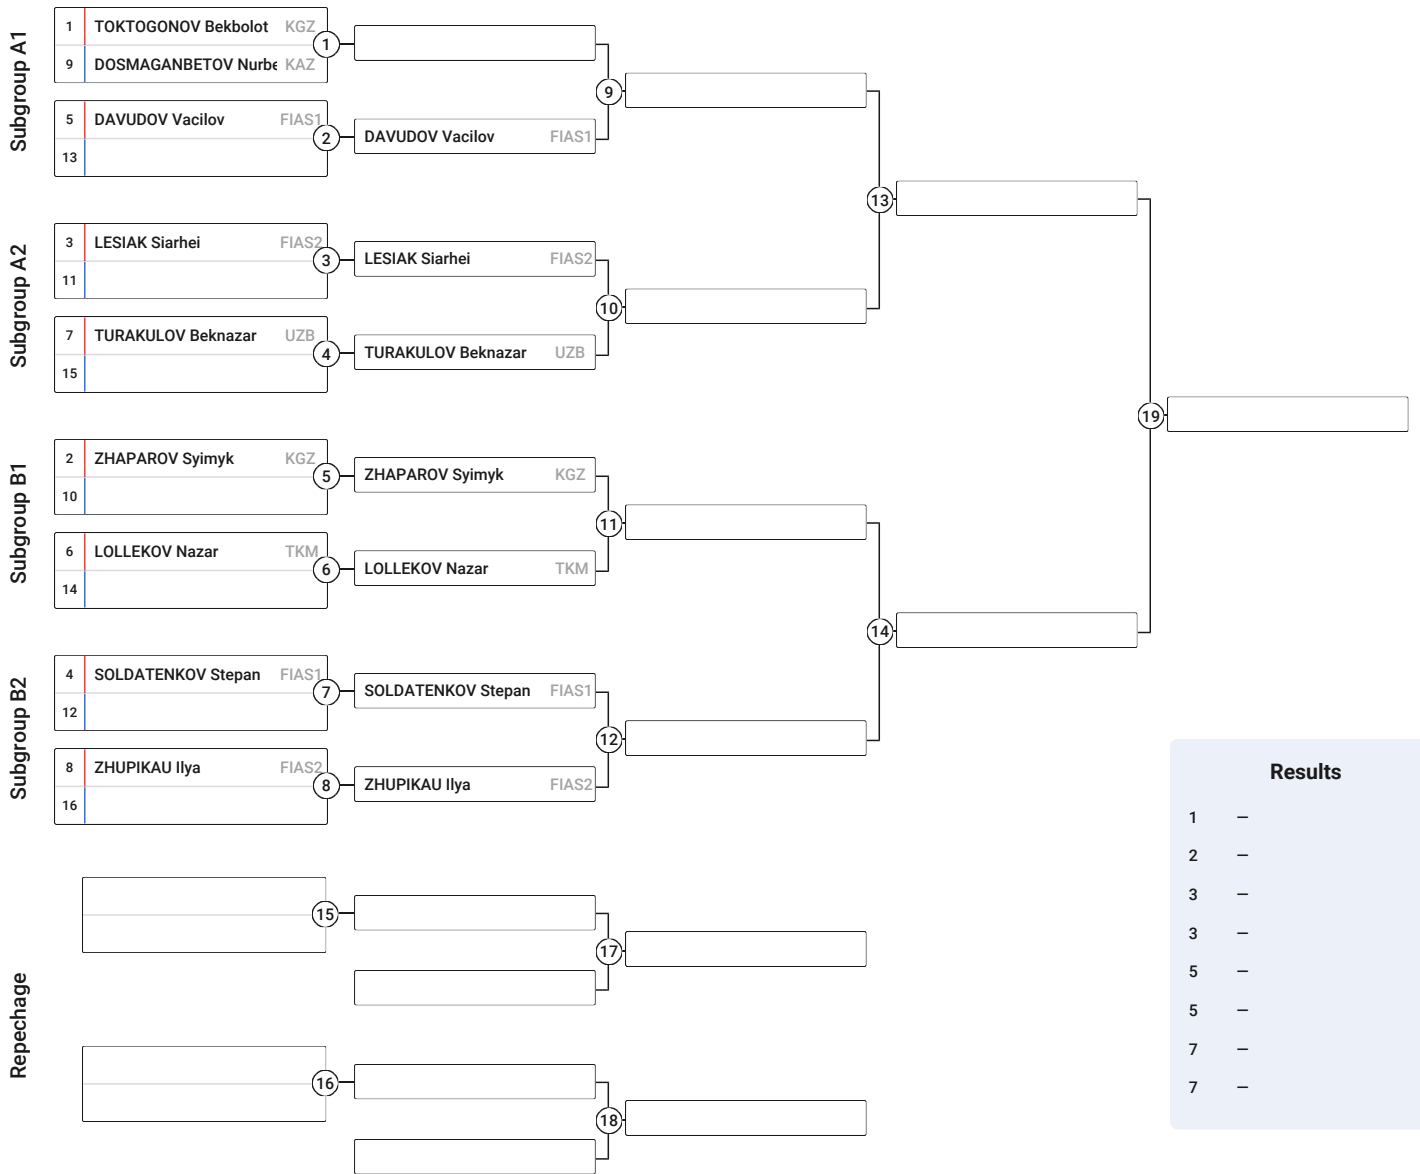 Subgroup A1
1 TOKTOGONOV Bekbolot KGZ
9 DOSMAGANBETOV Nurbe KAZ
1
5 DAVUDOV Vacilov FIAS1
13
2
DAVUDOV Vacilov FIAS1
9
Subgroup A2
3 LESIAK Siarhei FIAS2
11
3
LESIAK Siarhei FIAS2
7 TURAKULOV Beknazar UZB
15
4
TURAKULOV Beknazar UZB
10
13
Subgroup B1
2 ZHAPAROV Syimyk KGZ
10
5
ZHAPAROV Syimyk KGZ
6 LOLLEKOV Nazar TKM
14
6
LOLLEKOV Nazar TKM
11
Subgroup B2
4 SOLDATENKOV Stepan FIAS1
12
7
SOLDATENKOV Stepan FIAS1
8 ZHUPIKAU Ilya FIAS2
16
8
ZHUPIKAU Ilya FIAS2
12
14
19
Repechage
15
17
16
18
Results
1 –
2 –
3 –
3 –
5 –
5 –
7 –
7 –